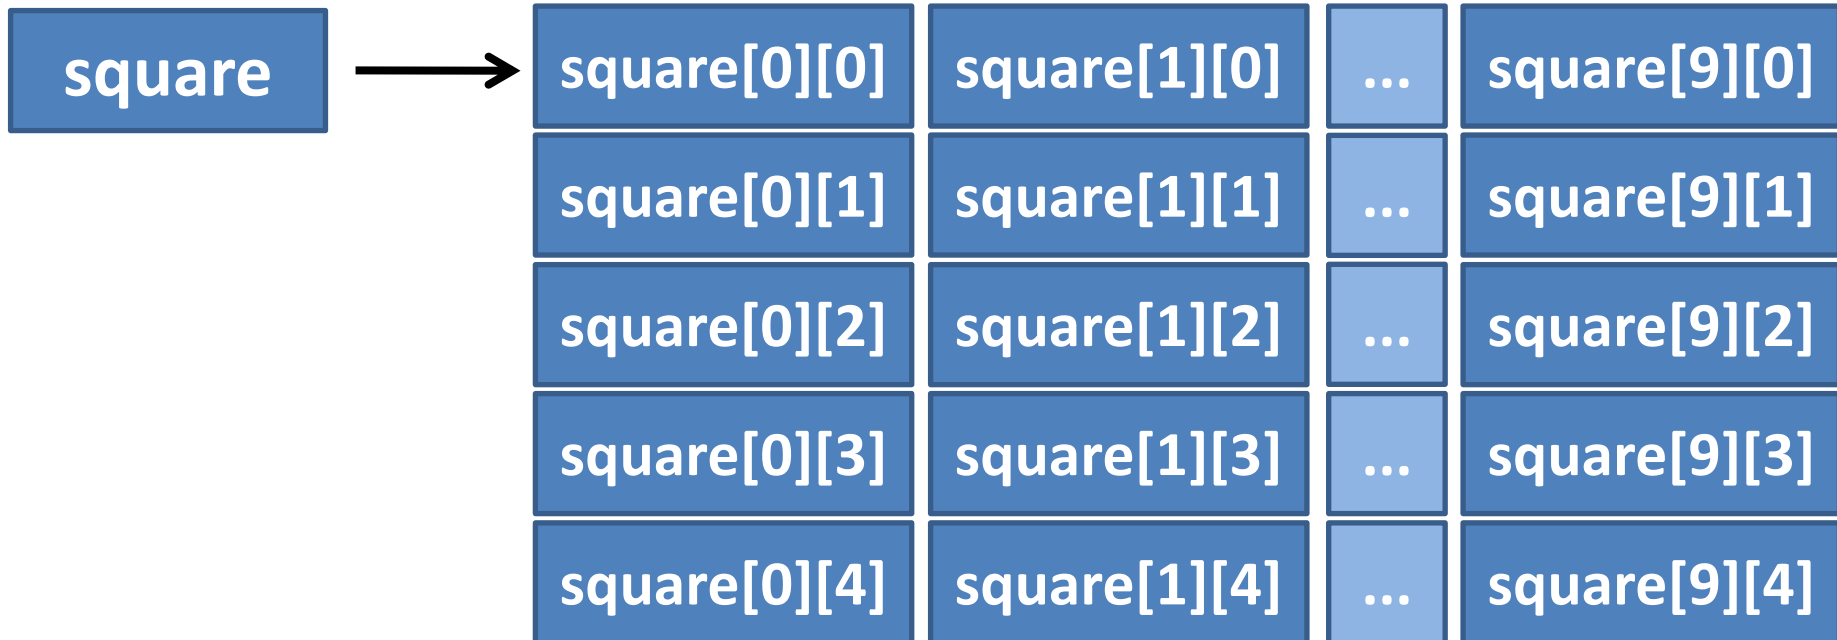 square square[0][0] square[1][0] ... square[9][0]
square[0][1] square[1][1] ... square[9][1]
square[0][2] square[1][2] ... square[9][2]
square[0][3] square[1][3] ... square[9][3]
square[0][4] square[1][4] ... square[9][4]